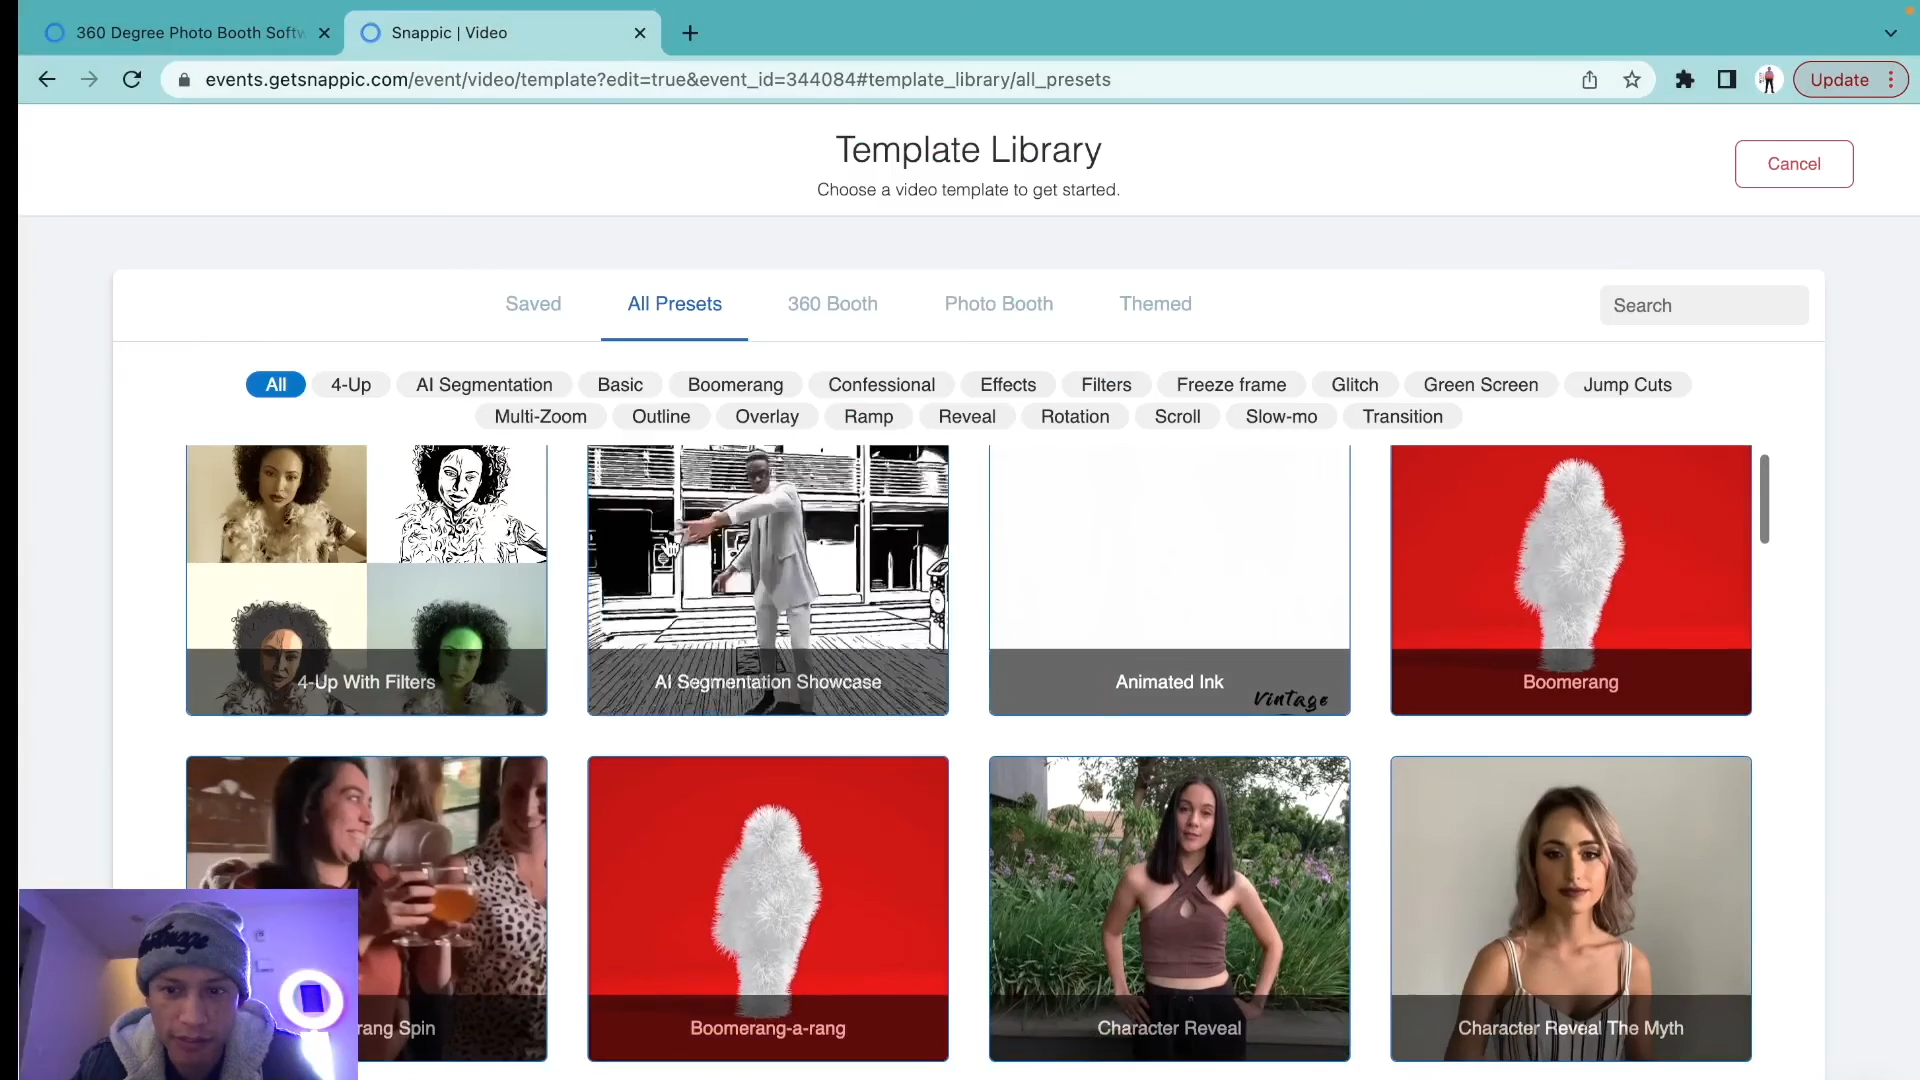 360 Degree Photo Booth Softw
Snappic | Video
events.getsnappic.com/event/video/template?edit=true&event_id=344084#template_library/all_presets
Update
Template Library
Choose a video template to get started.
Cancel
Saved
All Presets
360 Booth
Photo Booth
Themed
Search
All
4-Up
AI Segmentation
Basic
Boomerang
Confessional
Effects
Filters
Freeze frame
Glitch
Green Screen
Jump Cuts
Multi-Zoom
Outline
Overlay
Ramp
Reveal
Rotation
Scroll
Slow-mo
Transition
4-Up With Filters
AI Segmentation Showcase
Animated Ink
Vintage
Boomerang
rang Spin
Boomerang-a-rang
Character Reveal
Character Reveal The Myth